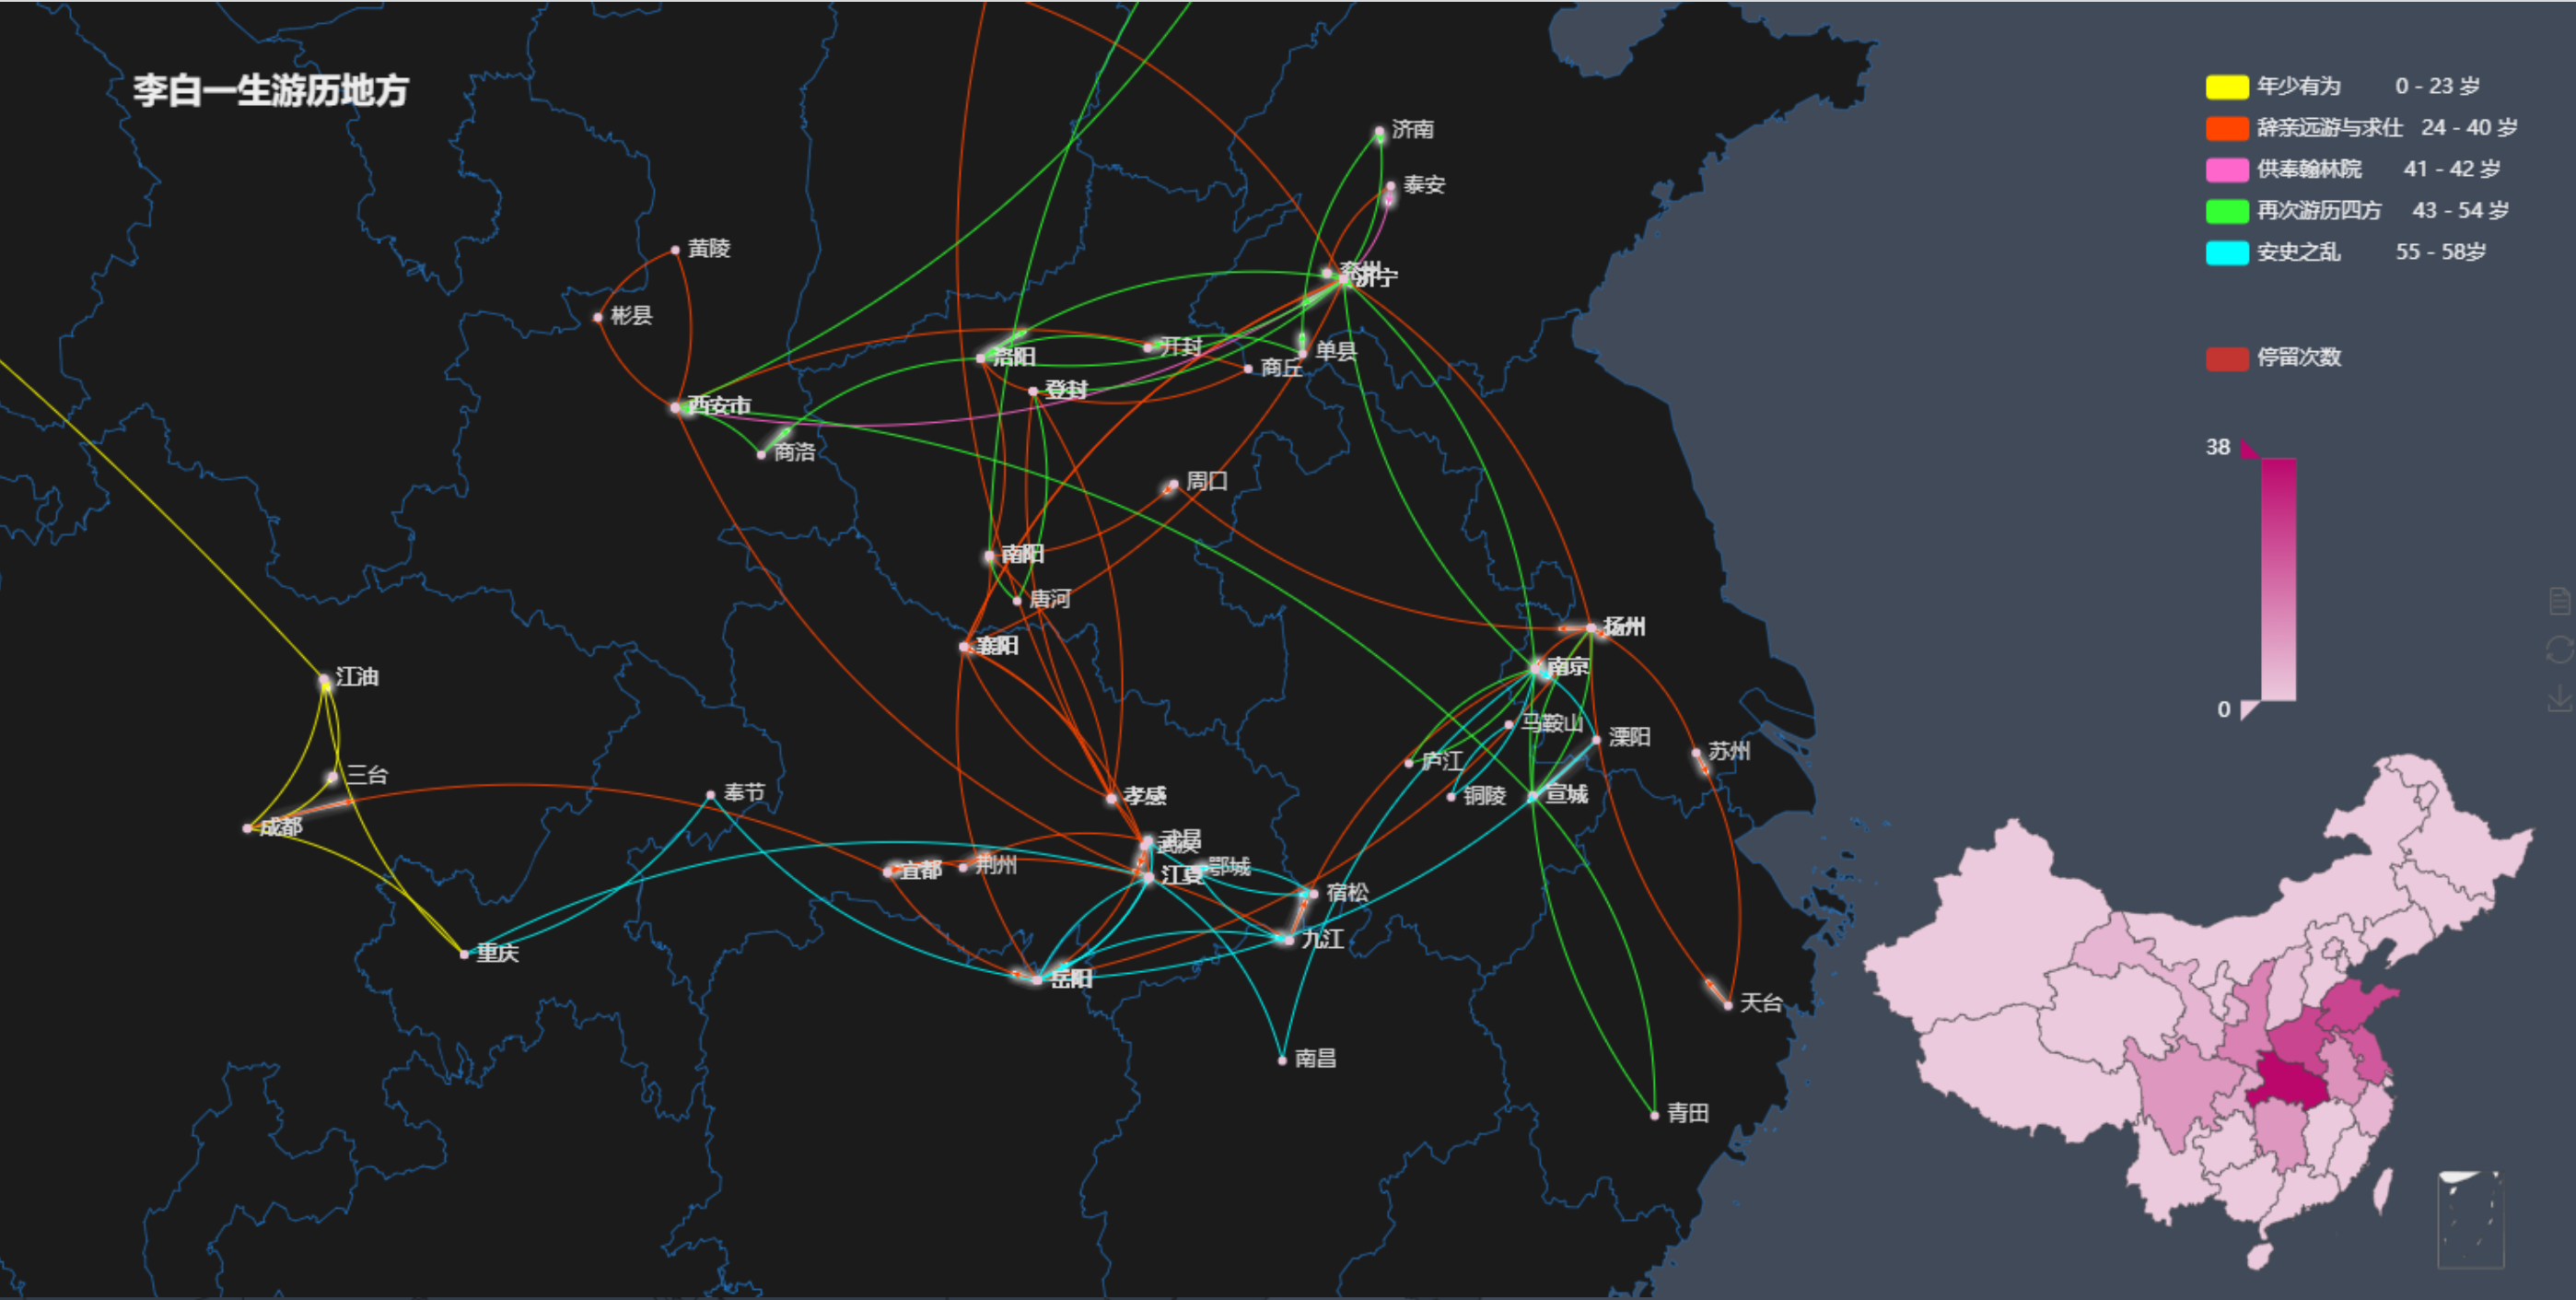 李白一生游历地方
年少有为 0 - 23 岁
辞亲远游与求仕 24 - 40 岁
供奉翰林院 41 - 42 岁
再次游历四方 43 - 54 岁
安史之乱 55 - 58岁
停留次数
38
0
济南
泰安
黄陵
济宁
彬县
开封
单县
洛阳
商丘
登封
西安市
商洛
周口
南阳
唐河
扬州
襄阳
南京
江油
马鞍山
溧阳
苏州
庐江
三台
奉节
孝感
铜陵
宣城
成都
武昌
荆州
鄂城
宜都
江夏
宿松
九江
重庆
岳阳
天台
南昌
青田